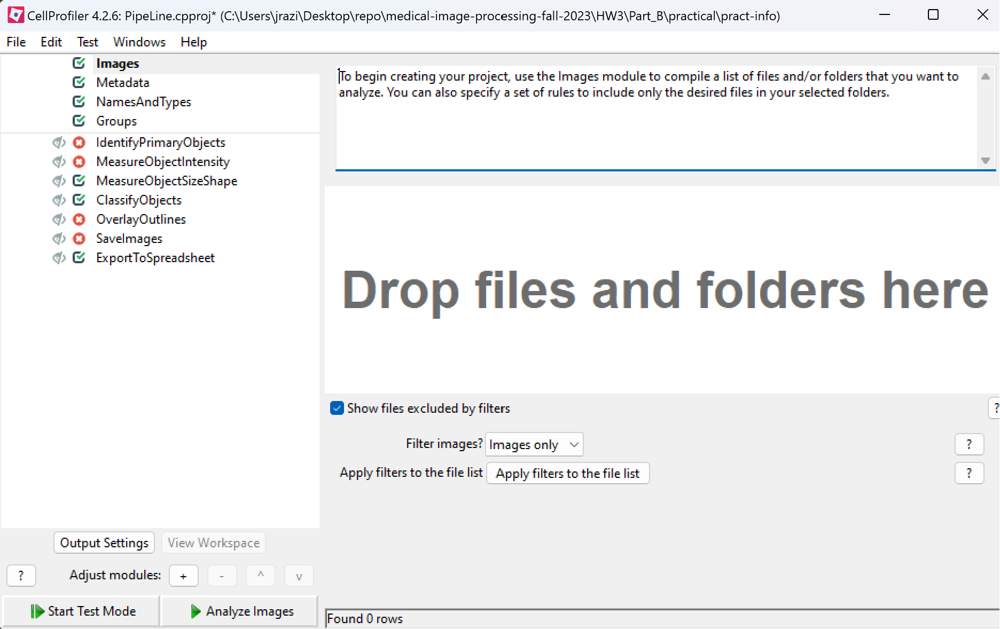 CellProfiler 4.2.6: PipeLine.cpproj* (C:\Users\jrazi\Desktop\repo\medical-image-processing-fall-2023\HW3\Part_B\practical\pract-info)
File Edit Test Windows Help
Images
Metadata
NamesAndTypes
Groups
IdentifyPrimaryObjects
MeasureObjectIntensity
MeasureObjectSizeShape
ClassifyObjects
OverlayOutlines
SaveImages
ExportToSpreadsheet
Output Settings View Workspace
? Adjust modules: + - ^ v
Start Test Mode Analyze Images
To begin creating your project, use the Images module to compile a list of files and/or folders that you want to
analyze. You can also specify a set of rules to include only the desired files in your selected folders.
Drop files and folders here
Show files excluded by filters ?
Filter images? Images only ?
Apply filters to the file list Apply filters to the file list ?
Found 0 rows